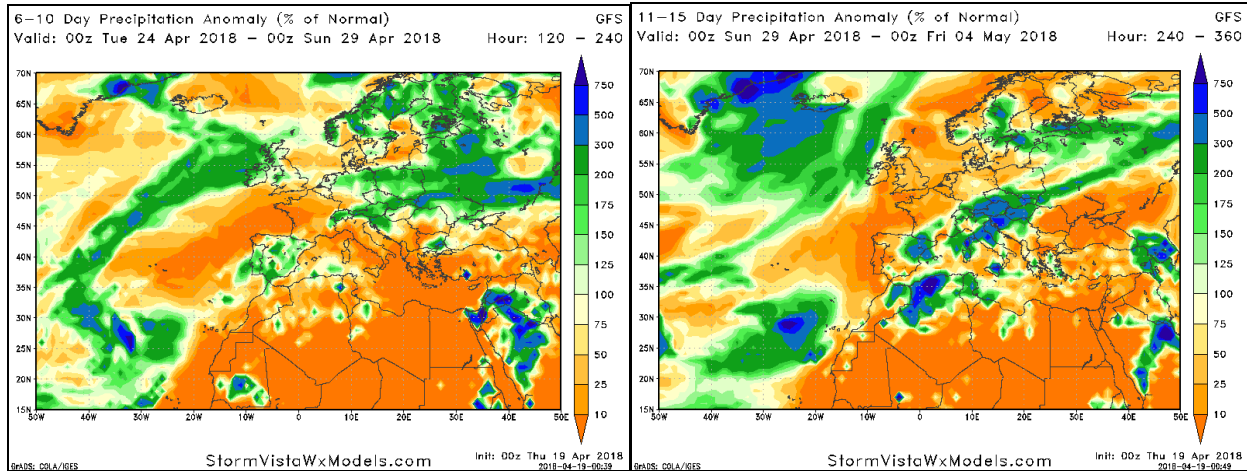 6-10 Day Precipitation Anomaly (% of Normal) GFS
Valid: 00z Tue 24 Apr 2018 - 00z Sun 29 Apr 2018 Hour: 120 - 240
70N
65N
60N
55N
50N
45N
40N
35N
30N
25N
20N
15N
50W 40W 30W 20W 10W 0 10E 20E 30E 40E 50E
750
500
300
200
125
100
75
50
25
10
GrADS: COLA/IGES
StormVistaWxModels.com
Init: 00z Thu 19 Apr 2018
2018-04-19-00:39
11-15 Day Precipitation Anomaly (% of Normal) GFS
Valid: 00z Sun 29 Apr 2018 - 00z Fri 04 May 2018 Hour: 240 - 360
70N
65N
60N
55N
50N
45N
40N
35N
30N
25N
20N
15N
50W 40W 30W 20W 10W 0 10E 20E 30E 40E 50E
750
500
300
200
125
100
75
50
25
10
GrADS: COLA/IGES
StormVistaWxModels.com
Init: 00z Thu 19 Apr 2018
2018-04-19-00:49